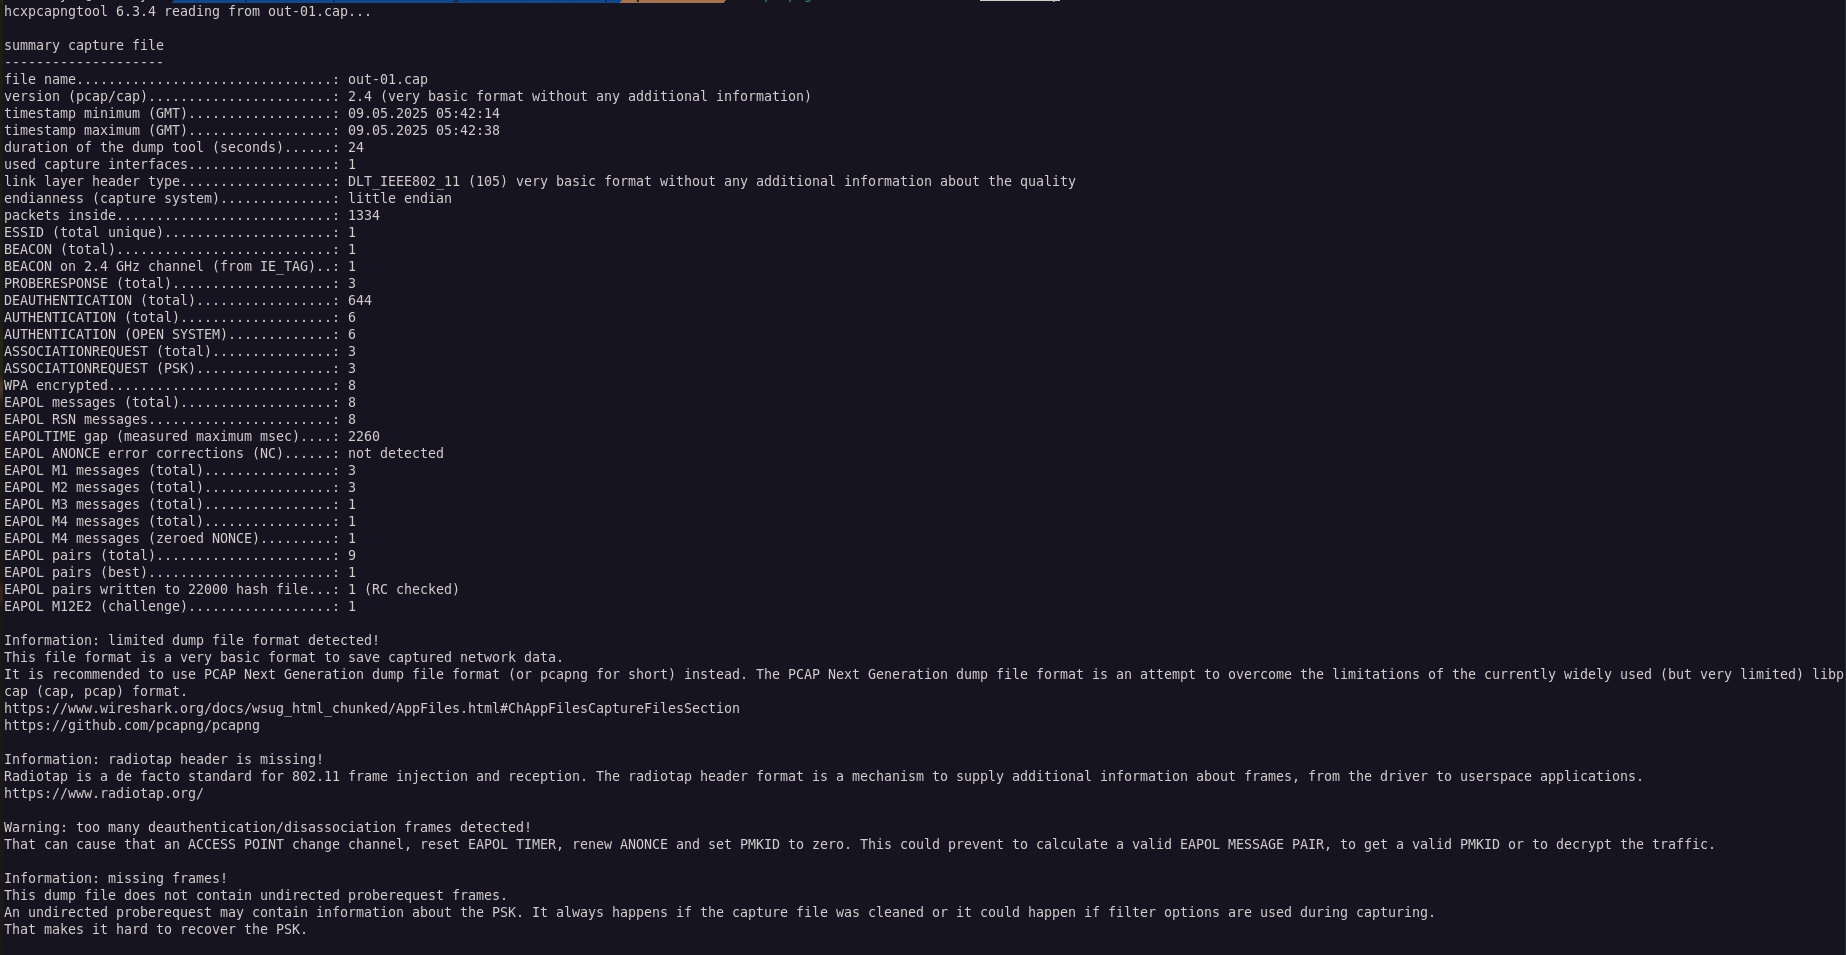 hcxpcapngtool 6.3.4 reading from out-01.cap...
summary capture file
--------------------
file name................................: out-01.cap
version (pcap/cap).......................: 2.4 (very basic format without any additional information)
timestamp minimum (GMT)..................: 09.05.2025 05:42:14
timestamp maximum (GMT)..................: 09.05.2025 05:42:38
duration of the dump tool (seconds)......: 24
used capture interfaces..................: 1
link layer header type...................: DLT_IEEE802_11 (105) very basic format without any additional information about the quality
endianness (capture system)..............: little endian
packets inside...........................: 1334
ESSID (total unique).....................: 1
BEACON (total)...........................: 1
BEACON on 2.4 GHz channel (from IE_TAG)..: 1
PROBERESPONSE (total)....................: 3
DEAUTHENTICATION (total).................: 644
AUTHENTICATION (total)...................: 6
AUTHENTICATION (OPEN SYSTEM).............: 6
ASSOCIATIONREQUEST (total)...............: 3
ASSOCIATIONREQUEST (PSK).................: 3
WPA encrypted............................: 8
EAPOL messages (total)...................: 8
EAPOL RSN messages.......................: 8
EAPOLTIME gap (measured maximum msec)....: 2260
EAPOL ANONCE error corrections (NC)......: not detected
EAPOL M1 messages (total)................: 3
EAPOL M2 messages (total)................: 3
EAPOL M3 messages (total)................: 1
EAPOL M4 messages (total)................: 1
EAPOL M4 messages (zeroed NONCE).........: 1
EAPOL pairs (total)......................: 9
EAPOL pairs (best).......................: 1
EAPOL pairs written to 22000 hash file...: 1 (RC checked)
EAPOL M12E2 (challenge)..................: 1
Information: limited dump file format detected!
This file format is a very basic format to save captured network data.
It is recommended to use PCAP Next Generation dump file format (or pcapng for short) instead. The PCAP Next Generation dump file format is an attempt to overcome the limitations of the currently widely used (but very limited) libp
cap (cap, pcap) format.
https://www.wireshark.org/docs/wsug_html_chunked/AppFiles.html#ChAppFilesCaptureFilesSection
https://github.com/pcapng/pcapng
Information: radiotap header is missing!
Radiotap is a de facto standard for 802.11 frame injection and reception. The radiotap header format is a mechanism to supply additional information about frames, from the driver to userspace applications.
https://www.radiotap.org/
Warning: too many deauthentication/disassociation frames detected!
That can cause that an ACCESS POINT change channel, reset EAPOL TIMER, renew ANONCE and set PMKID to zero. This could prevent to calculate a valid EAPOL MESSAGE PAIR, to get a valid PMKID or to decrypt the traffic.
Information: missing frames!
This dump file does not contain undirected proberequest frames.
An undirected proberequest may contain information about the PSK. It always happens if the capture file was cleaned or it could happen if filter options are used during capturing.
That makes it hard to recover the PSK.